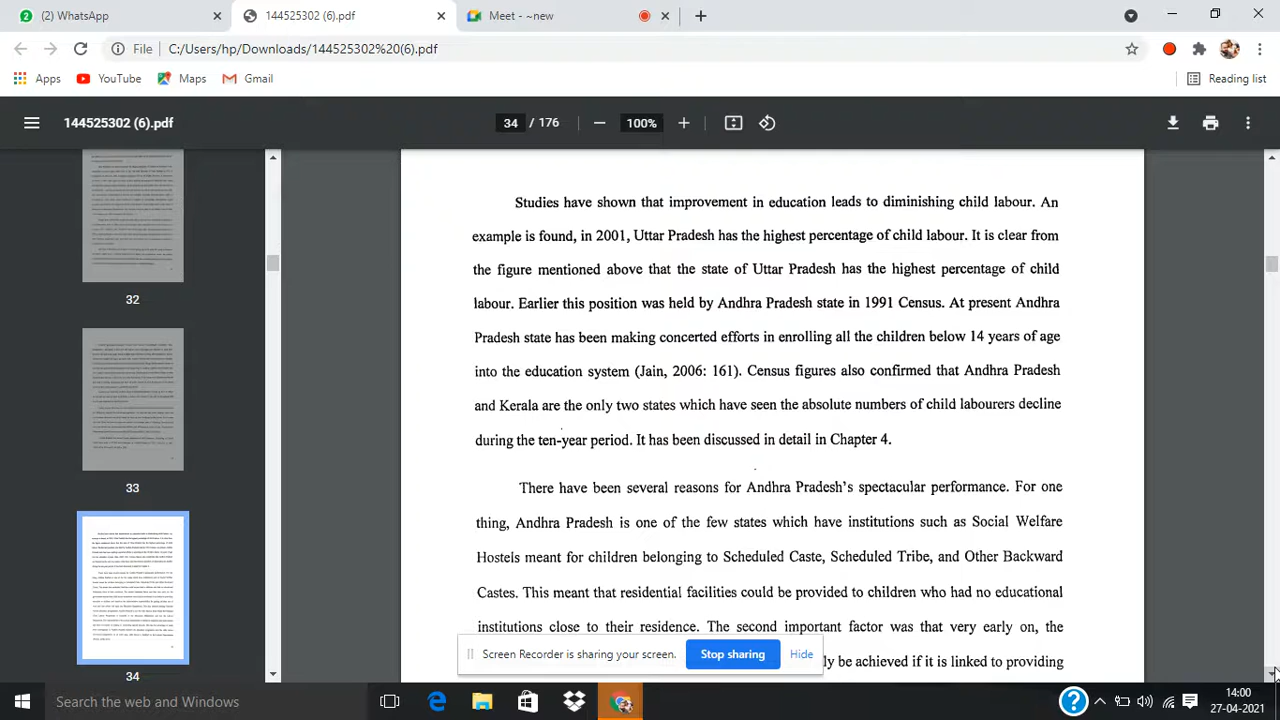 (2) WhatsApp
144525302 (6).pdf
Meet - ~new
File
C:/Users/hp/Downloads/144525302%20(6).pdf
Apps
YouTube
Maps
Gmail
Reading list
144525302 (6).pdf
34 / 176
100%
32
33
34
Studies have shown that improvement in education leads to diminishing child labour. An
example is found, in 2001, Uttar Pradesh has the highest percentage of child labour. It is clear from
the figure mentioned above that the state of Uttar Pradesh has the highest percentage of child
labour. Earlier this position was held by Andhra Pradesh state in 1991 Census. At present Andhra
Pradesh state has been making concerted efforts in enrolling all the children below 14 years of age
into the education system (Jain, 2006: 161). Census figures also confirmed that Andhra Pradesh
and Kerala are the only two states which have seen the absolute numbers of child labourers decline
during the ten-year period. It has been discussed in detail in Chapter 4.
There have been several reasons for Andhra Pradesh's spectacular performance. For one
thing, Andhra Pradesh is one of the few states which have institutions such as Social Welfare
Hostels meant for children belonging to Scheduled Caste, Scheduled Tribe, and Other Backward
Castes. This meant that residential facilities could be provided to children who had no educational
institutions close to their residence. The second important factor was that very early on, the
ly be achieved if it is linked to providing
Screen Recorder is sharing your screen.
Stop sharing
Hide
Search the web and Windows
14:00
27-04-2021